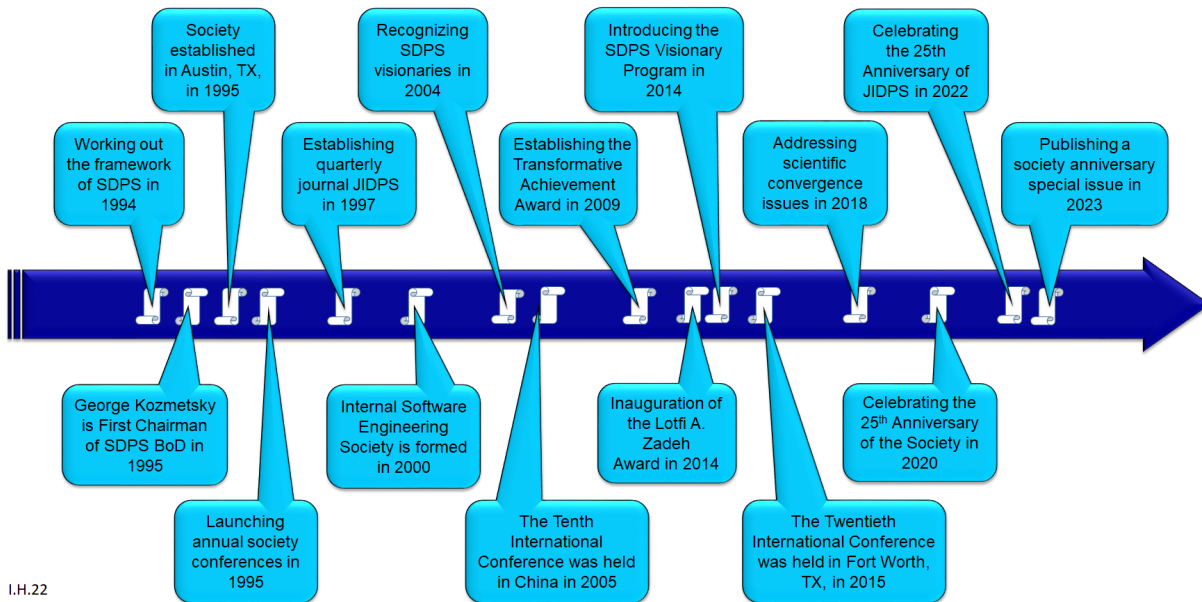 Society
established
in Austin, TX,
in 1995
Recognizing
SDPS
visionaries in
2004
Introducing the
SDPS Visionary
Program in
2014
Celebrating
the 25th
Anniversary of
JIDPS in 2022
Working out
the framework
of SDPS in
1994
Establishing
quarterly
journal JIDPS
in 1997
Establishing the
Transformative
Achievement
Award in 2009
Addressing
scientific
convergence
issues in 2018
Publishing a
society anniversary
special issue in
2023
George Kozmetsky
is First Chairman
of SDPS BoD in
1995
Internal Software
Engineering
Society is formed
in 2000
Inauguration of
the Lotfi A.
Zadeh
Award in 2014
Celebrating the
25th Anniversary
of the Society in
2020
Launching
annual society
conferences in
1995
The Tenth
International
Conference was held
in China in 2005
The Twentieth
International Conference
was held in Fort Worth,
TX, in 2015
I.H.22